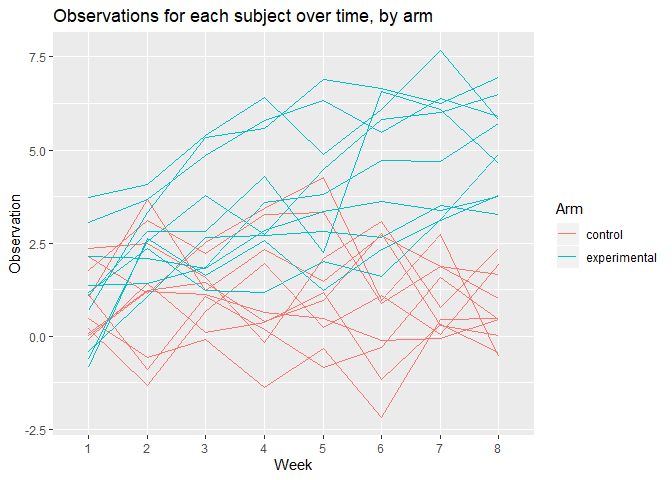 Observations for each subject over time, by arm
7.5
5.0
2.5
0.0
-2.5
Observation
1 2 3 4 5 6 7 8
Week
Arm
control
experimental